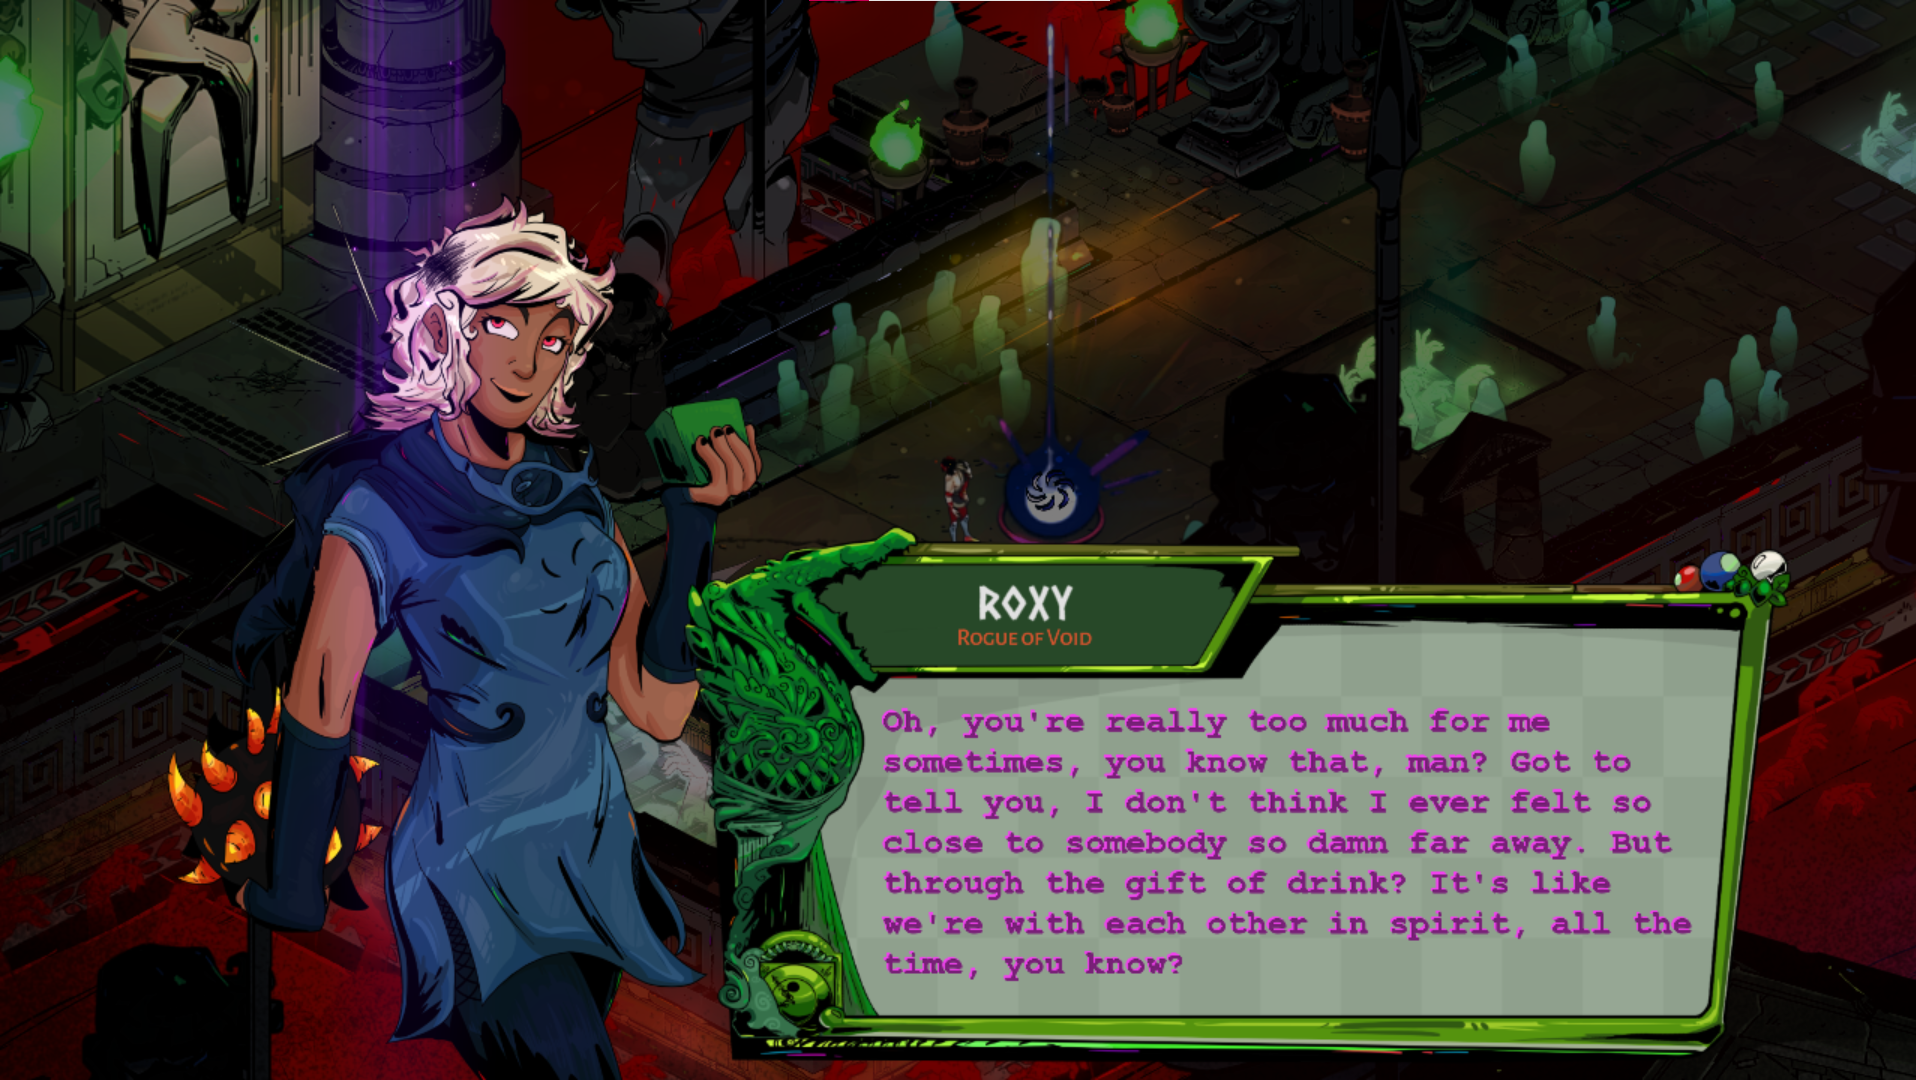 ROXY
ROGUE OF VOID
Oh, you're really too much for me
sometimes, you know that, man? Got to
tell you, I don't think I ever felt so
close to somebody so damn far away. But
through the gift of drink? It's like
we're with each other in spirit, all the
time, you know?